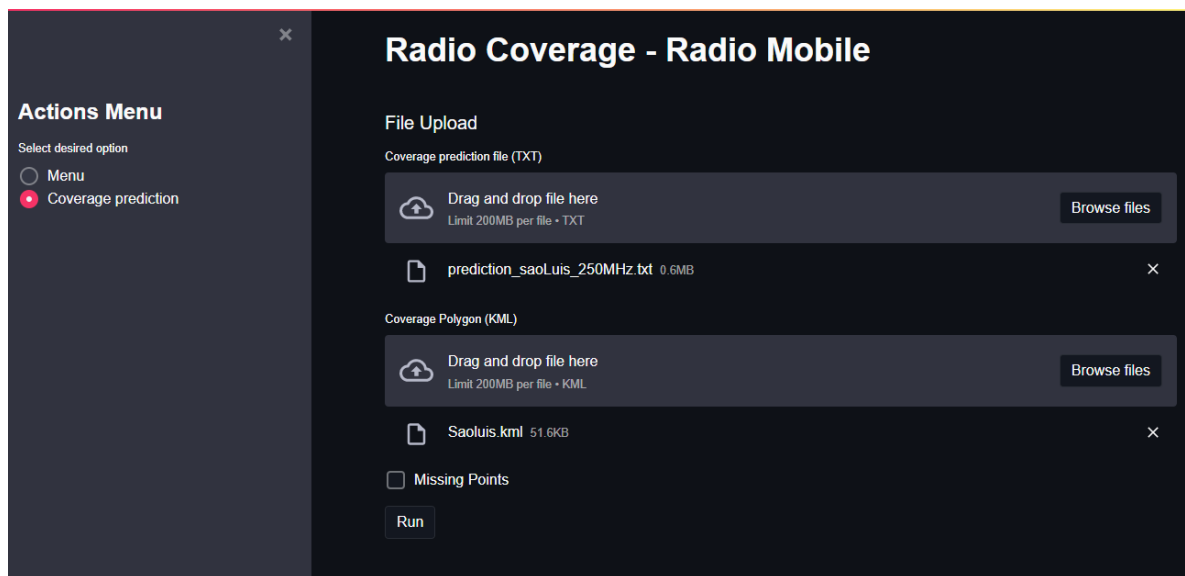 Actions Menu
Select desired option
Menu
Coverage prediction
Radio Coverage - Radio Mobile
File Upload
Coverage prediction file (TXT)
Drag and drop file here
Limit 200MB per file • TXT
Browse files
prediction_saoLuis_250MHz.txt 0.6MB
Coverage Polygon (KML)
Drag and drop file here
Limit 200MB per file • KML
Browse files
Saoluis.kml 51.6KB
Missing Points
Run